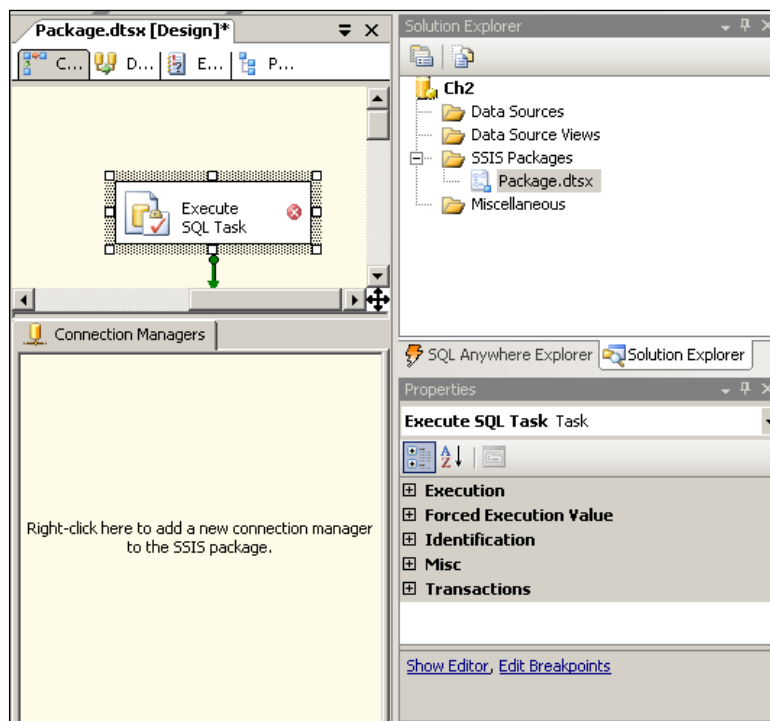 Package.dtsx [Design]*
C... D... E... P...
Execute
SQL Task
Connection Managers
Right-click here to add a new connection manager
to the SSIS package.
Solution Explorer
Ch2
Data Sources
Data Source Views
SSIS Packages
Package.dtsx
Miscellaneous
SQL Anywhere Explorer Solution Explorer
Properties
Execute SQL Task Task
A
Z
Execution
Forced Execution Value
Identification
Misc
Transactions
Show Editor, Edit Breakpoints